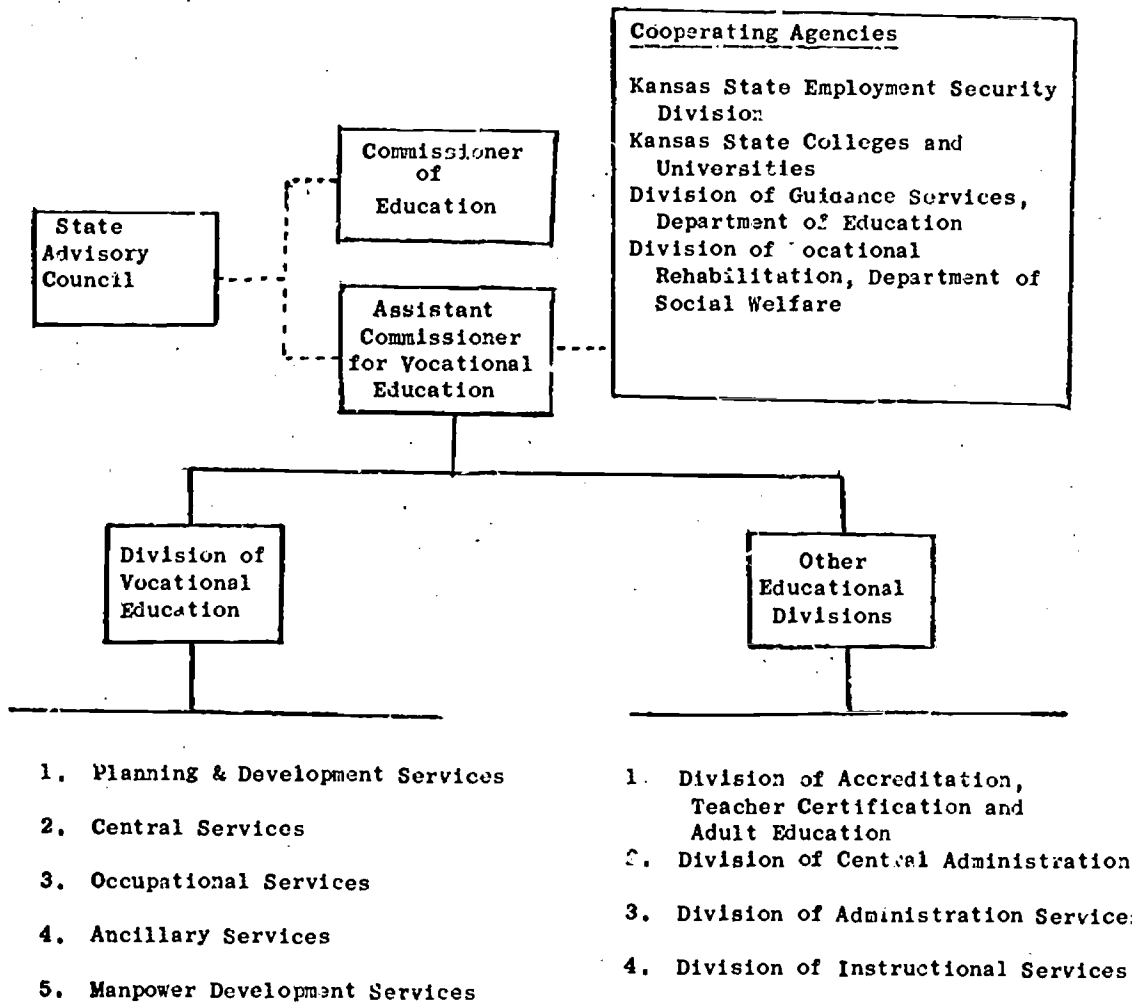 Cooperating Agencies
Kansas State Employment Security
Division
Kansas State Colleges and
Universities
Division of Guidance Services,
Department of Education
Division of ocational
Rehabilitation, Department of
Social Welfare
Commissioner
of
Education
State
Advisory
Council
Assistant
Commissioner
for Vocational
Education
Division of
Vocational
Education
Other
Educational
Divisions
1. Planning & Development Services
2. Central Services
3. Occupational Services
4. Ancillary Services
5. Manpower Development Services
1. Division of Accreditation,
Teacher Certification and
Adult Education
2. Division of Central Administration
3. Division of Administration Service
4. Division of Instructional Services